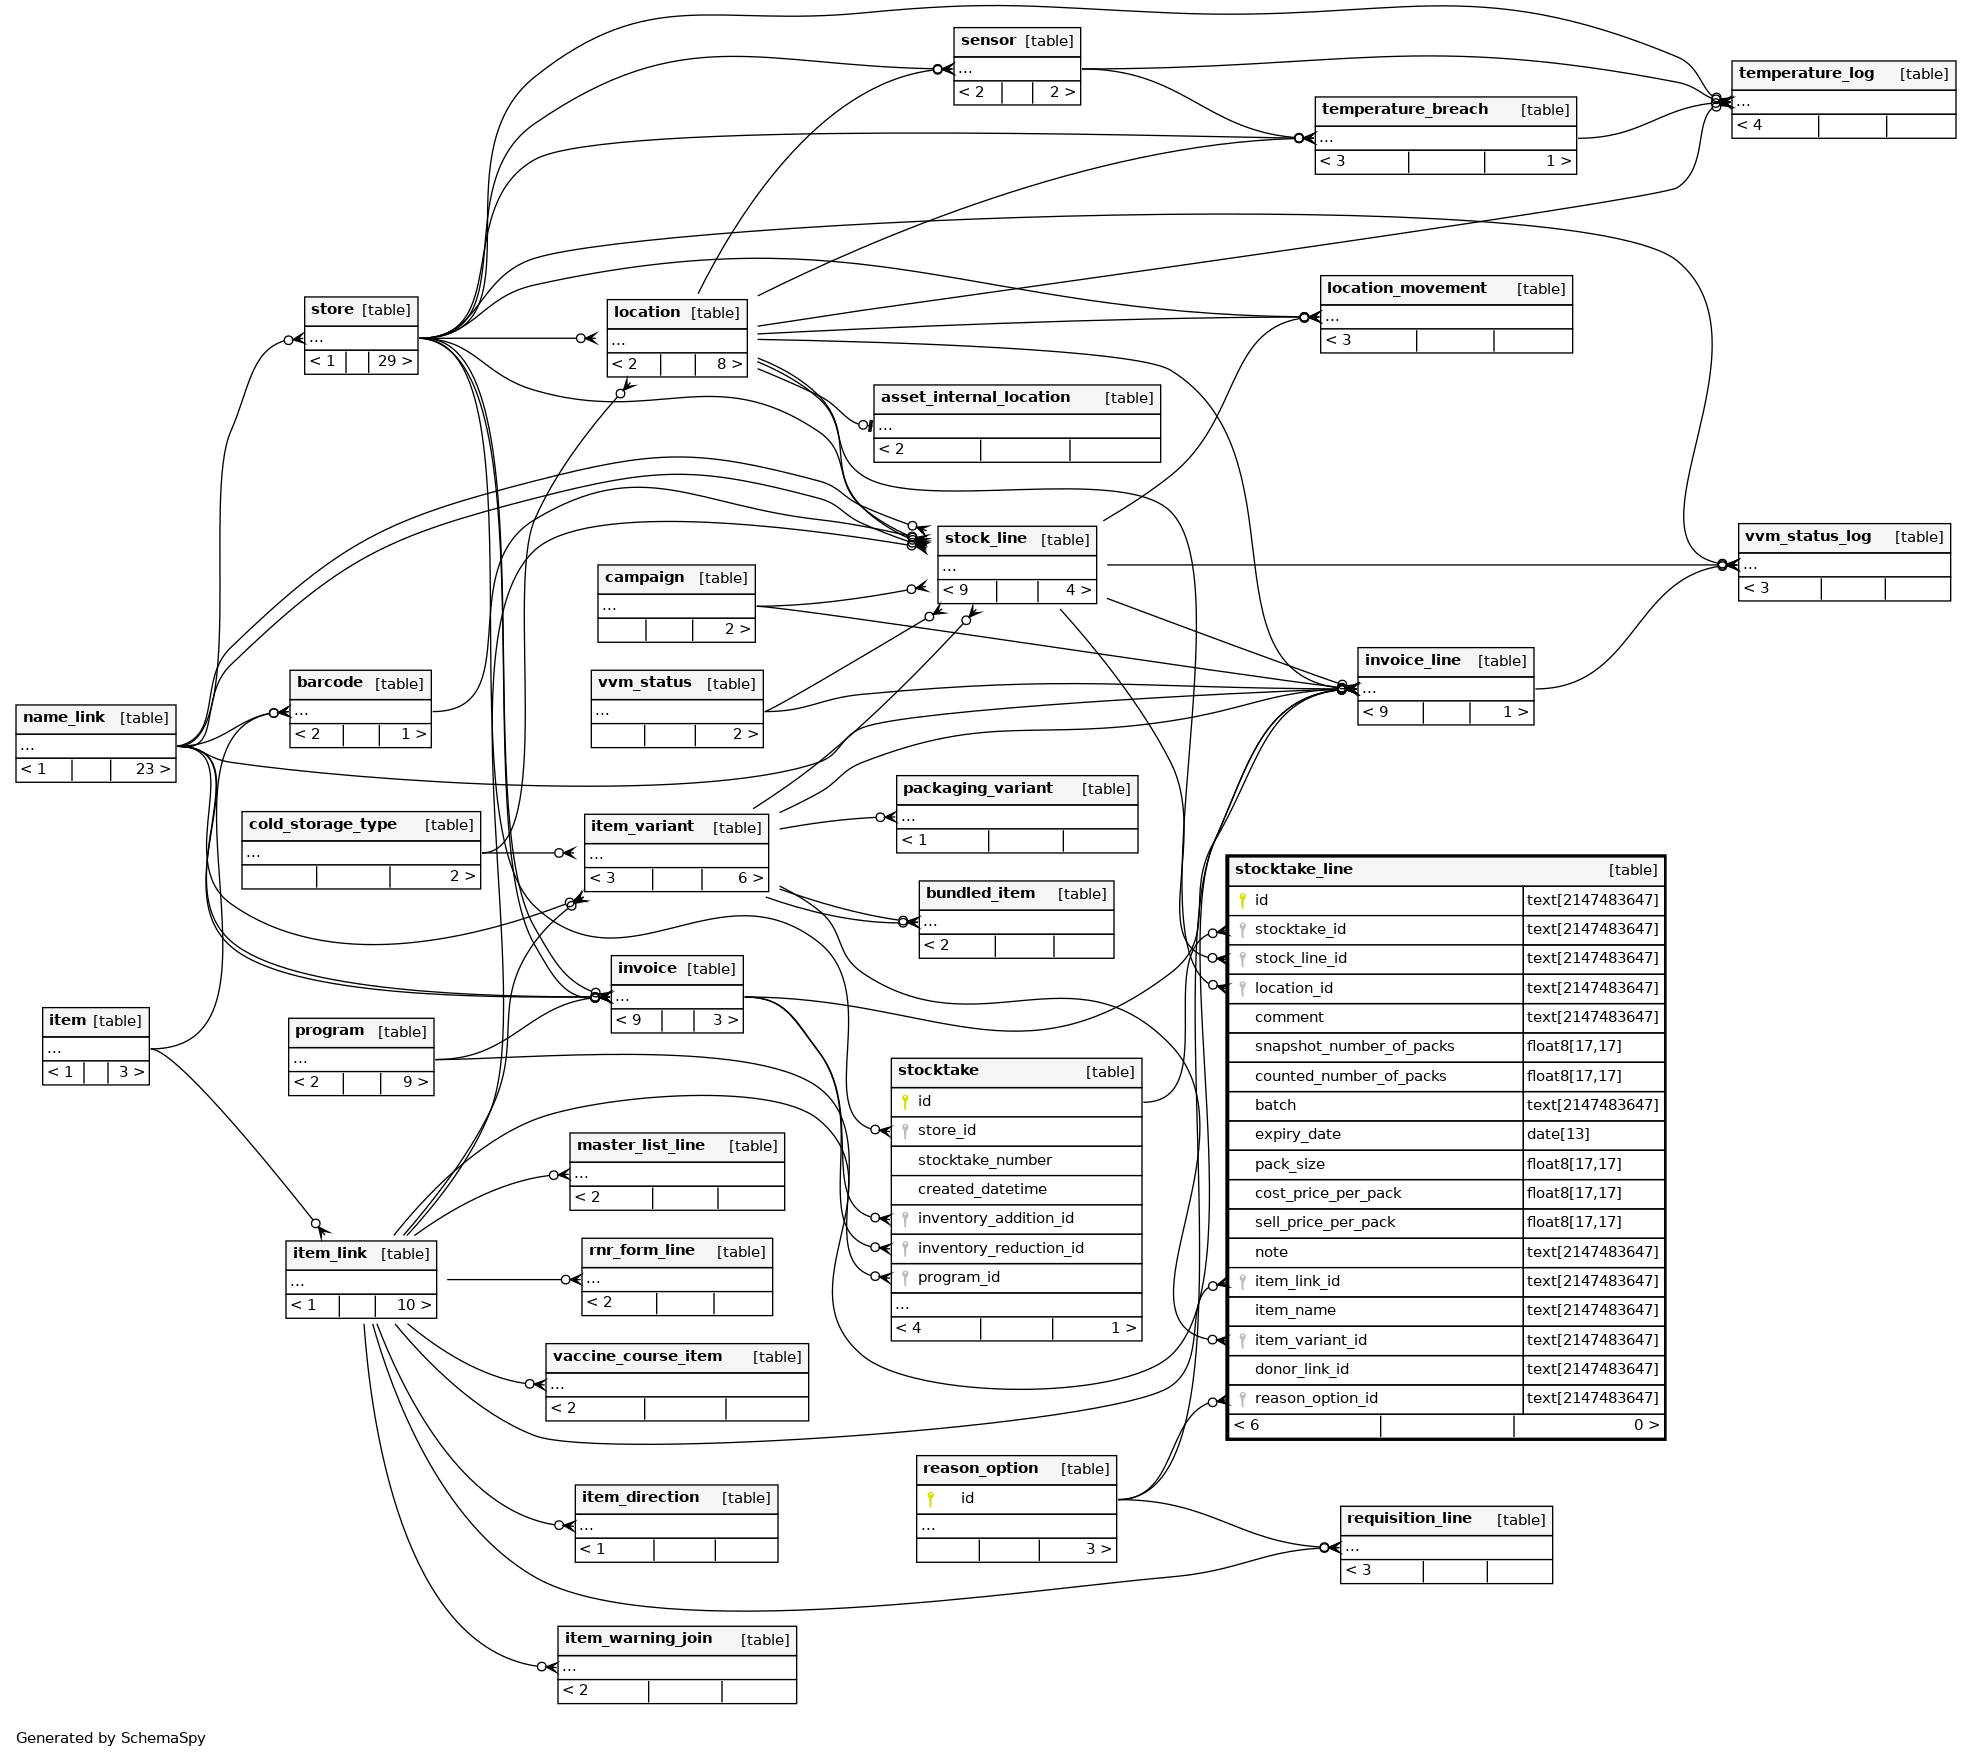 sensor [table]
...
< 2 2 >
temperature_log [table]
...
< 4
temperature_breach [table]
...
< 3 1 >
location_movement [table]
...
< 3
store [table]
...
< 1 29 >
location [table]
...
< 2 8 >
asset_internal_location [table]
...
< 2
stock_line [table]
...
< 9 4 >
vvm_status_log [table]
...
< 3
campaign [table]
...
2 >
invoice_line [table]
...
< 9 1 >
barcode [table]
...
< 2 1 >
vvm_status [table]
...
2 >
name_link [table]
...
< 1 23 >
packaging_variant [table]
...
< 1
cold_storage_type [table]
...
2 >
item_variant [table]
...
< 3 6 >
bundled_item [table]
...
< 2
stocktake_line [table]
id text[2147483647]
stocktake_id text[2147483647]
stock_line_id text[2147483647]
location_id text[2147483647]
comment text[2147483647]
snapshot_number_of_packs float8[17,17]
counted_number_of_packs float8[17,17]
batch text[2147483647]
expiry_date date[13]
pack_size float8[17,17]
cost_price_per_pack float8[17,17]
sell_price_per_pack float8[17,17]
note text[2147483647]
item_link_id text[2147483647]
item_name text[2147483647]
item_variant_id text[2147483647]
donor_link_id text[2147483647]
reason_option_id text[2147483647]
< 6 0 >
invoice [table]
...
< 9 3 >
item [table]
...
< 1 3 >
program [table]
...
< 2 9 >
stocktake [table]
id
store_id
stocktake_number
created_datetime
inventory_addition_id
inventory_reduction_id
program_id
...
< 4 1 >
master_list_line [table]
...
< 2
item_link [table]
...
< 1 10 >
rnr_form_line [table]
...
< 2
vaccine_course_item [table]
...
< 2
reason_option [table]
id
...
3 >
item_direction [table]
...
< 1
requisition_line [table]
...
< 3
item_warning_join [table]
...
< 2
Generated by SchemaSpy